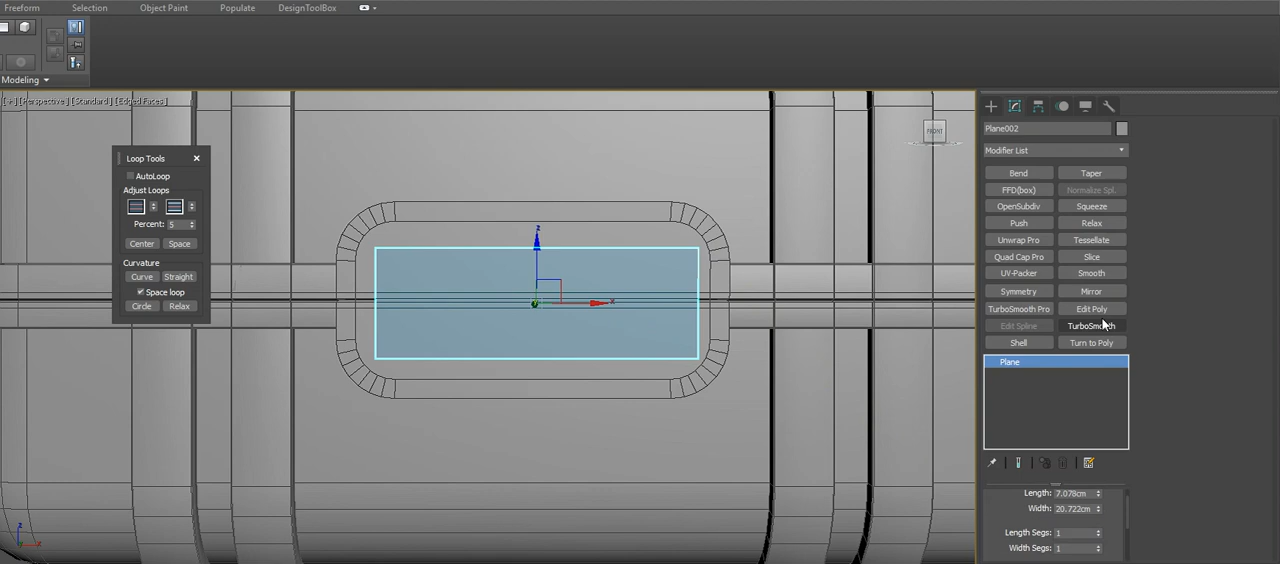 Freeform Selection Object Paint Populate DesignToolBox
Modeling
[+] [Perspective] [Standard] [Edged Faces]
FRONT
Plane002
Modifier List
Loop Tools
AutoLoop
Adjust Loops
Percent: 5
Center Space
Curvature
Curve Straight
Space loop
Circle Relax
Bend Taper
FFD(box) Normalize Spl.
OpenSubdiv Squeeze
Push Relax
Unwrap Pro Tessellate
Quad Cap Pro Slice
UV-Packer Smooth
Symmetry Mirror
TurboSmooth Pro Edit Poly
Edit Spline TurboSmooth
Shell Turn to Poly
Plane
z
x
z
x
Length: 7.078cm
Width: 20.722cm
Length Segs: 1
Width Segs: 1